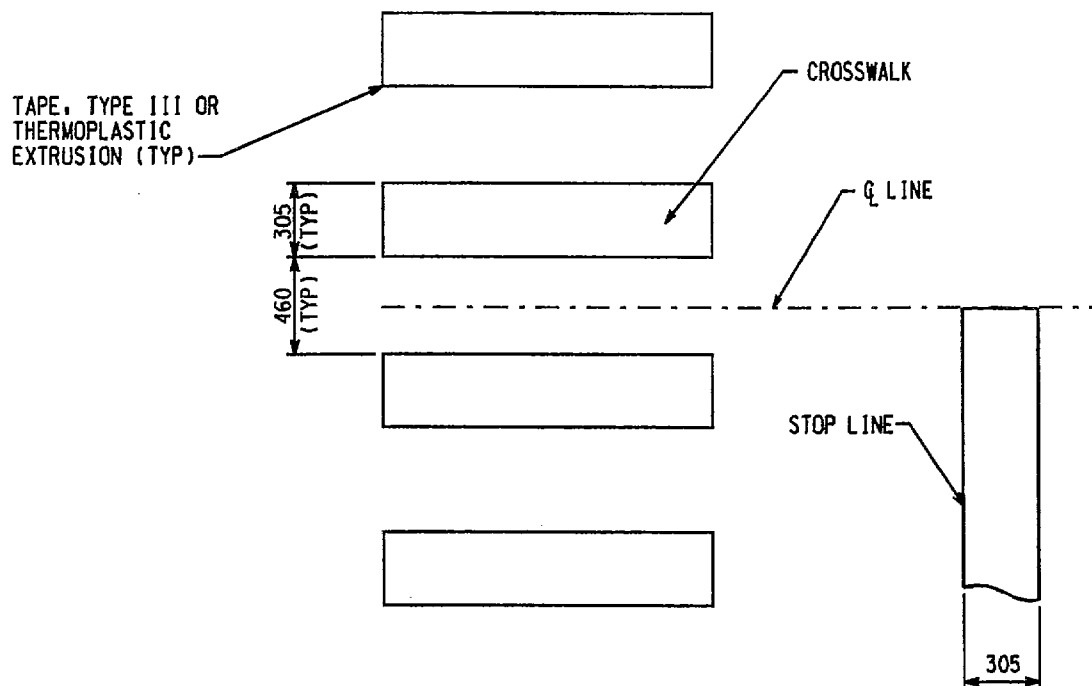 CROSSWALK
TAPE, TYPE III OR
THERMOPLASTIC
EXTRUSION (TYP)
℄ LINE
305
(TYP)
460
(TYP)
STOP LINE
305